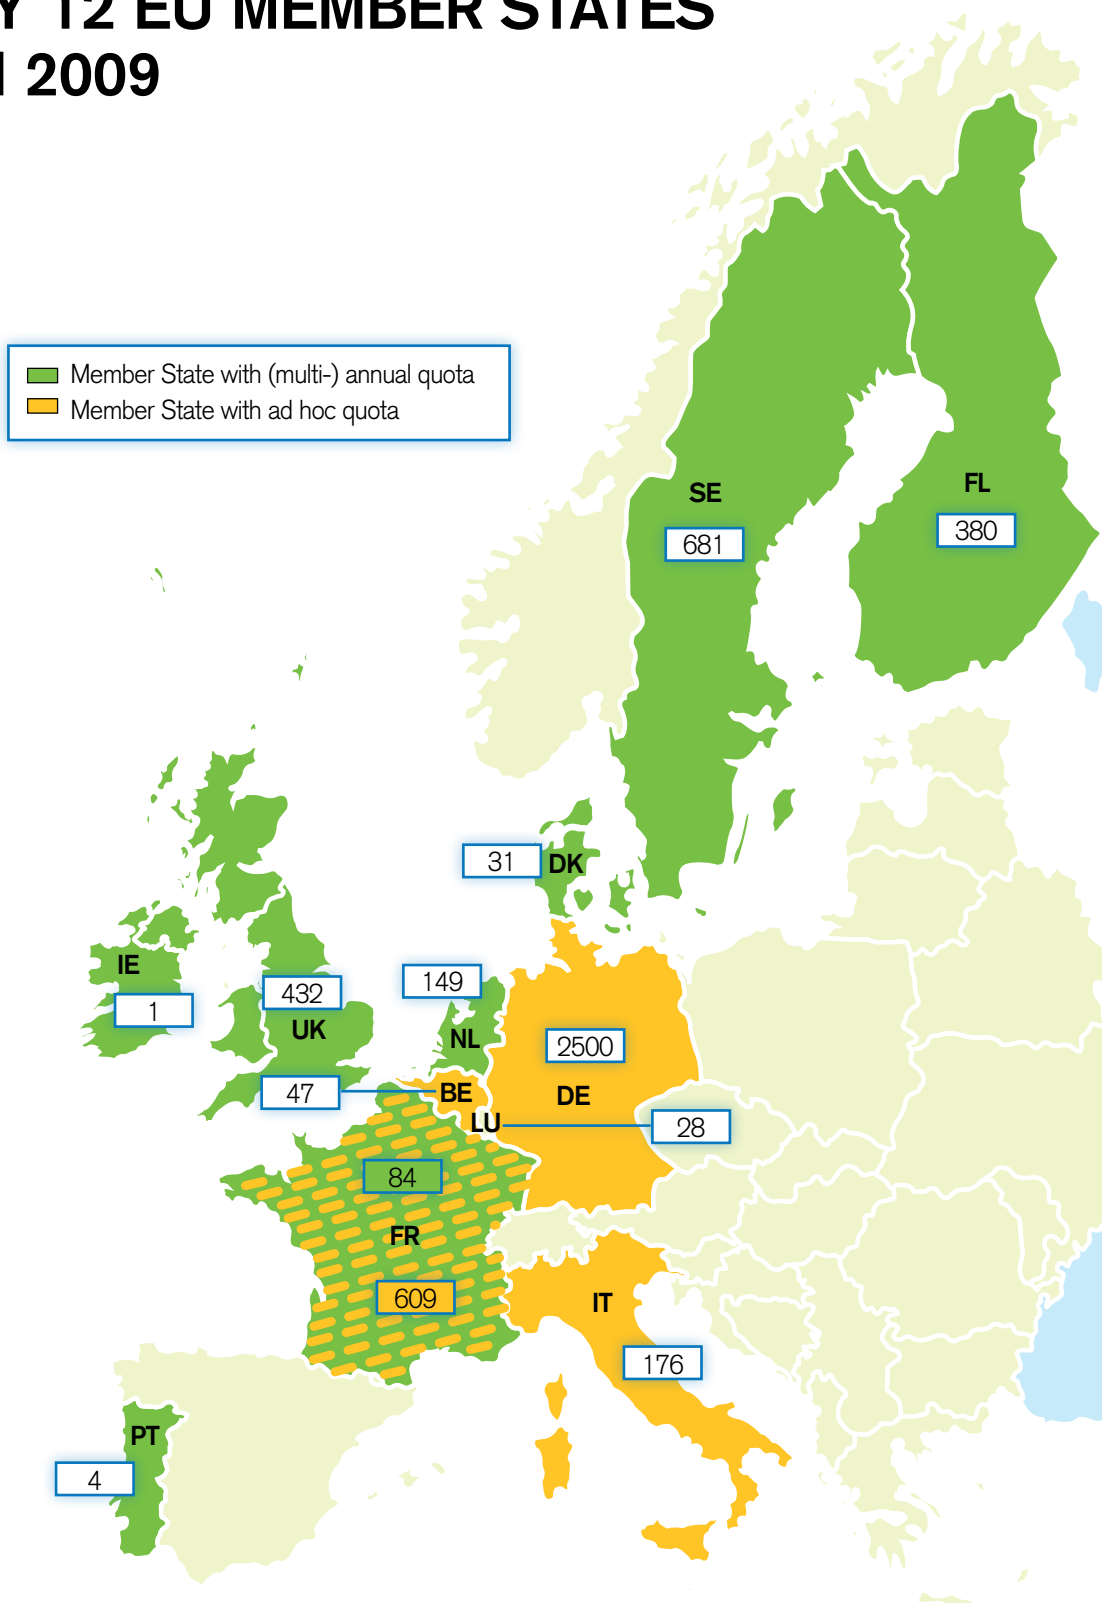 Y 12 EU MEMBER STATES
2009
Member State with (multi-) annual quota
Member State with ad hoc quota
SE
681
FL
380
31
DK
IE
1
432
UK
149
NL
2500
DE
47
BE
LU
28
84
FR
609
IT
176
PT
4